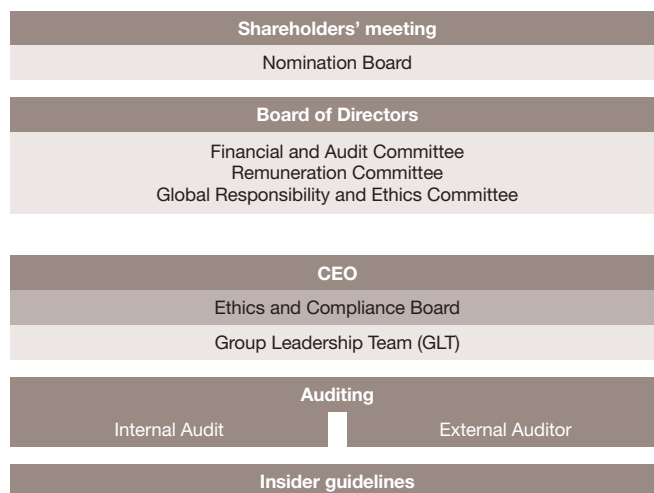 Shareholders’ meeting
Nomination Board
Board of Directors
Financial and Audit Committee
Remuneration Committee
Global Responsibility and Ethics Committee
CEO
Ethics and Compliance Board
Group Leadership Team (GLT)
Auditing
Internal Audit
External Auditor
Insider guidelines